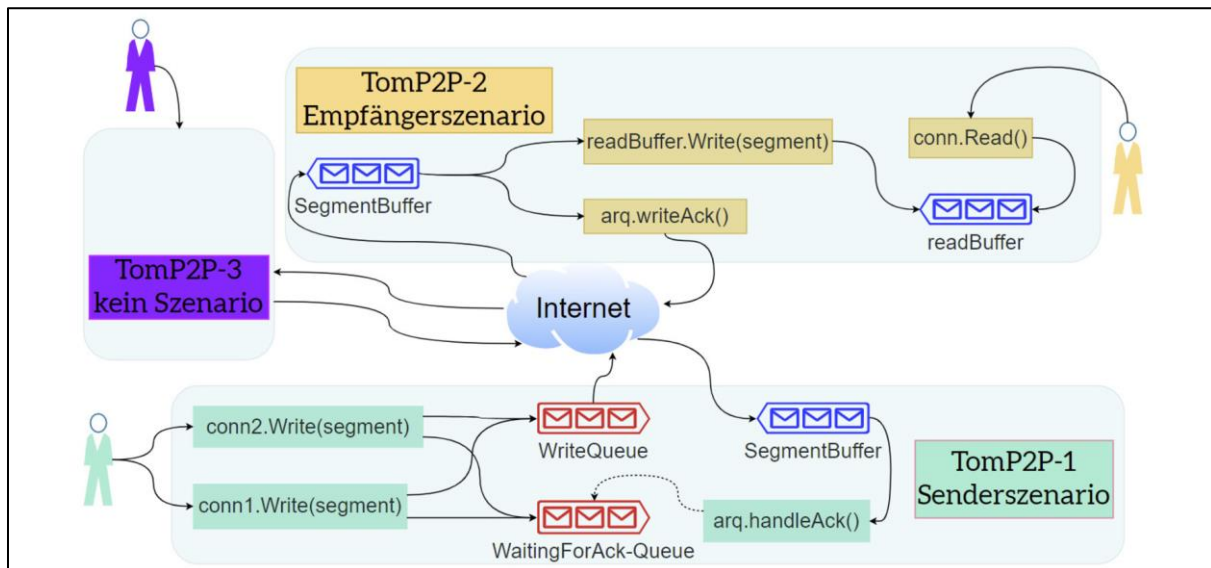 TomP2P-2
Empfängerszenario
readBuffer.Write(segment)
conn.Read()
SegmentBuffer
arq.writeAck()
readBuffer
TomP2P-3
kein Szenario
Internet
conn2.Write(segment)
WriteQueue
SegmentBuffer
TomP2P-1
Senderszenario
conn1.Write(segment)
arq.handleAck()
WaitingForAck-Queue